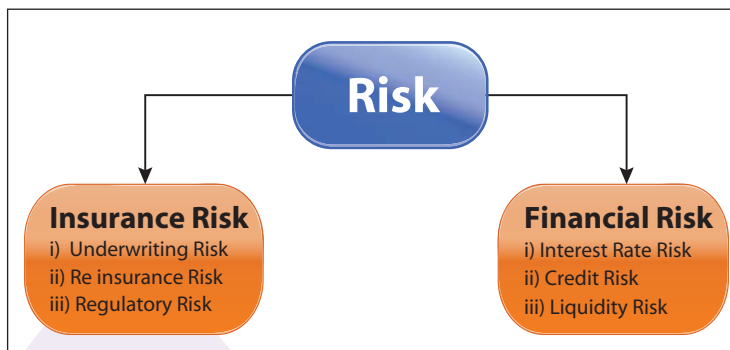 Risk
Insurance Risk
i) Underwriting Risk
ii) Re insurance Risk
iii) Regulatory Risk
Financial Risk
i) Interest Rate Risk
ii) Credit Risk
iii) Liquidity Risk